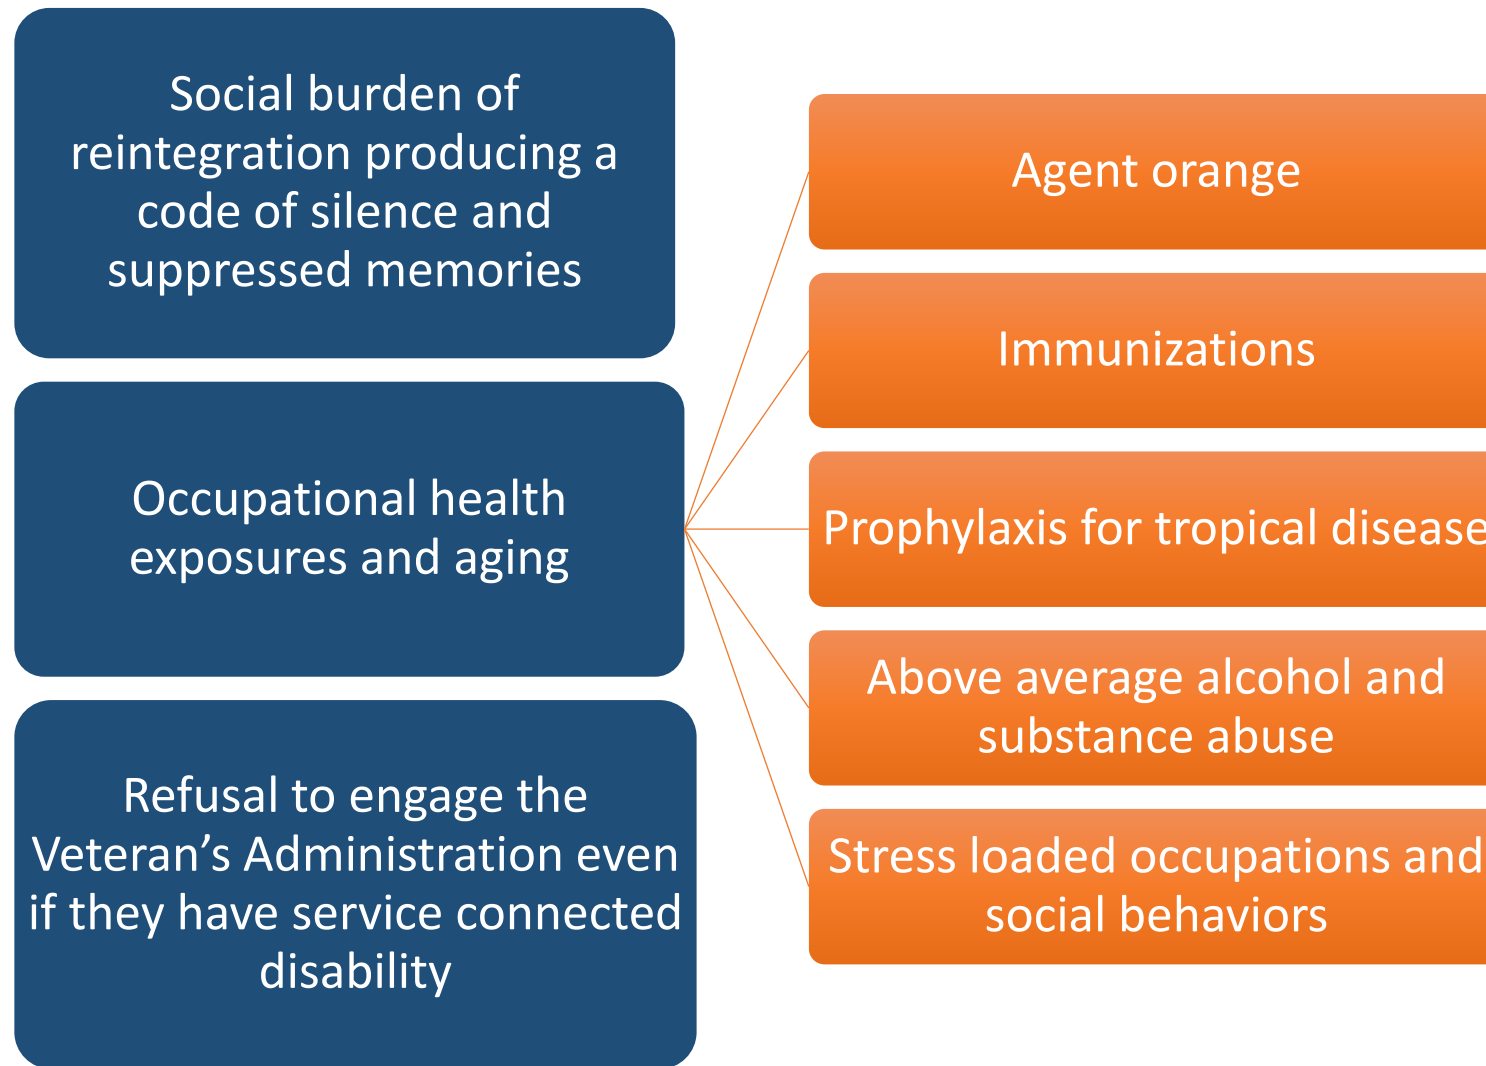 Social burden of
reintegration producing a
code of silence and
suppressed memories
Occupational health
exposures and aging
Refusal to engage the
Veteran’s Administration even
if they have service connected
disability
Agent orange
Immunizations
Prophylaxis for tropical disease
Above average alcohol and
substance abuse
Stress loaded occupations and
social behaviors